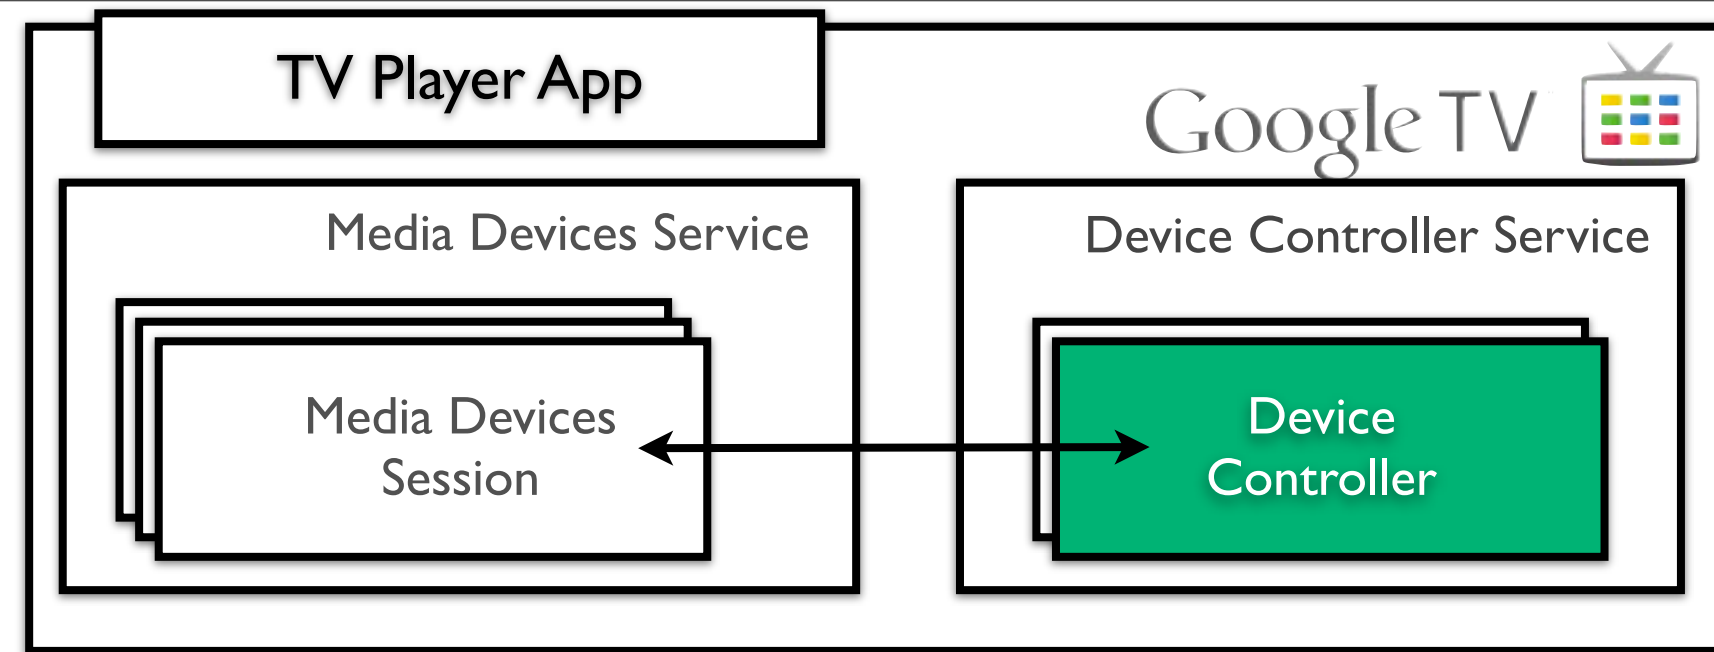 TV Player App
Google TV
Media Devices Service
Device Controller Service
Media Devices
Session
Device
Controller